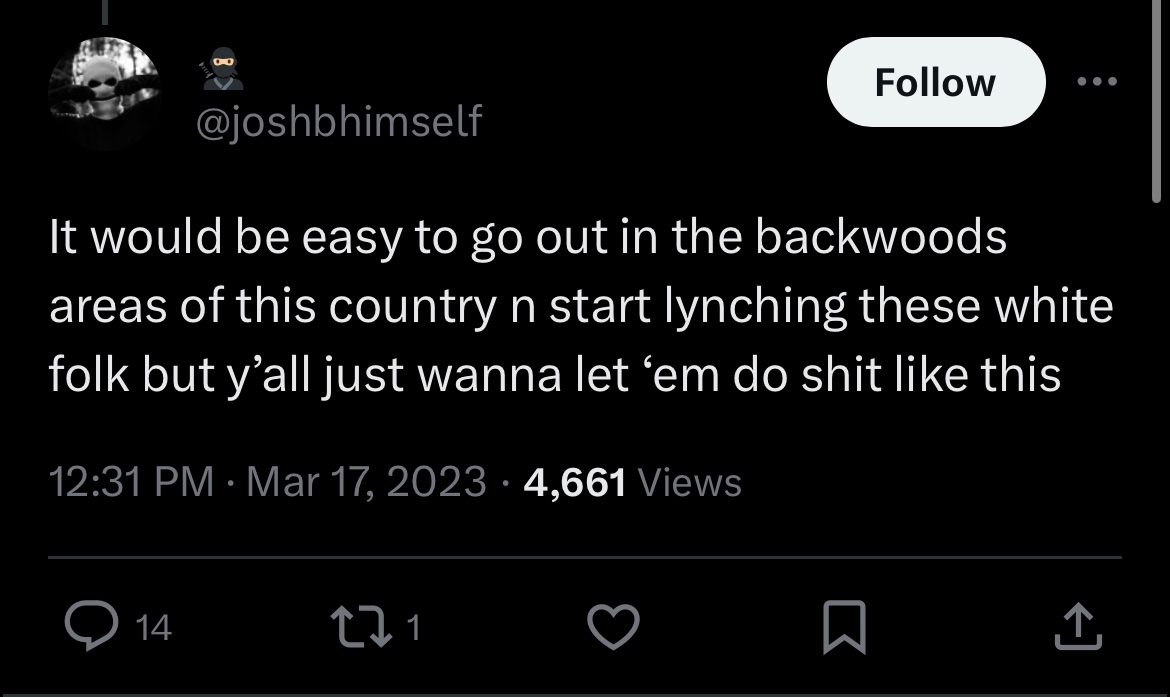 @joshbhimself
Follow
It would be easy to go out in the backwoods
areas of this country n start lynching these white
folk but y’all just wanna let ‘em do shit like this
12:31 PM · Mar 17, 2023 · 4,661 Views
14
1